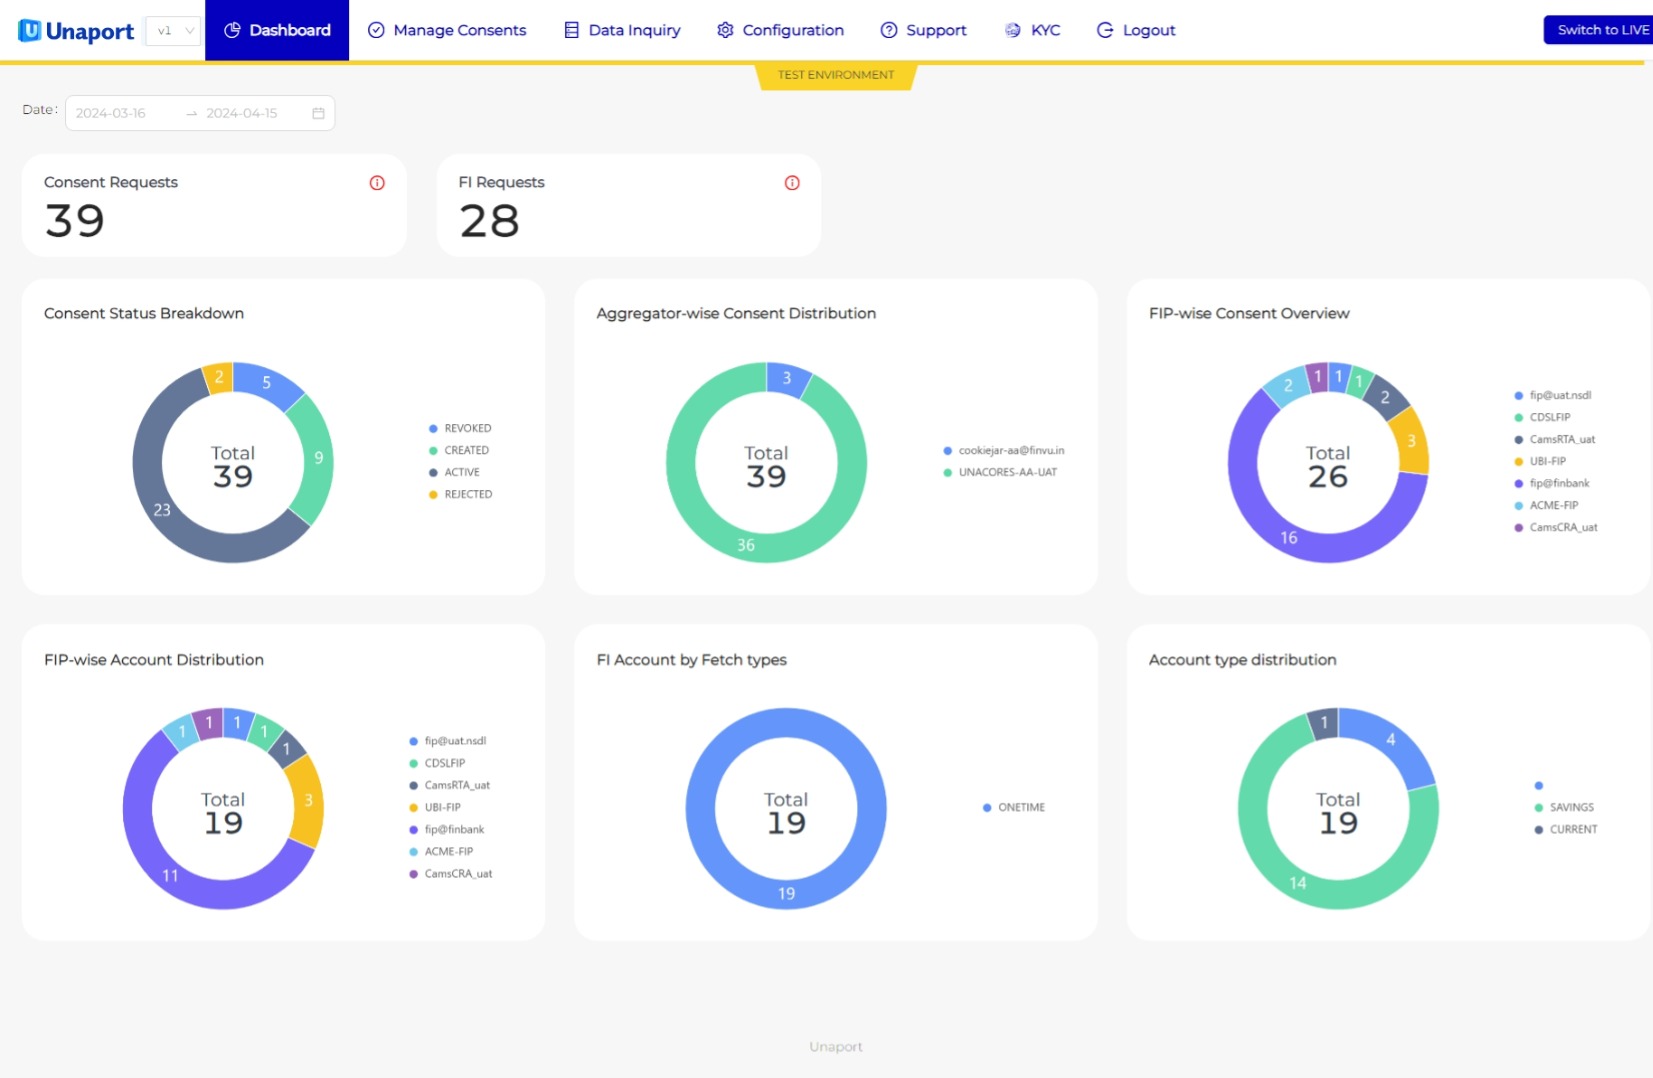 Unaport v1 Dashboard Manage Consents Data Inquiry Configuration Support KYC Logout Switch to LIVE
TEST ENVIRONMENT
Date: 2024-03-16 → 2024-04-15
Consent Requests
39
FI Requests
28
Consent Status Breakdown
2
5
9
23
Total
39
REVOKED
CREATED
ACTIVE
REJECTED
Aggregator-wise Consent Distribution
3
36
Total
39
cookiejar-aa@finvu.in
UNACORES-AA-UAT
FIP-wise Consent Overview
1
1
2
3
16
2
1
Total
26
fip@uat.nsdl
CDSLFIP
CamsRTA_uat
UBI-FIP
fip@finbank
ACME-FIP
CamsCRA_uat
FIP-wise Account Distribution
1
1
1
3
11
1
1
Total
19
fip@uat.nsdl
CDSLFIP
CamsRTA_uat
UBI-FIP
fip@finbank
ACME-FIP
CamsCRA_uat
FI Account by Fetch types
Total
19
19
ONETIME
Account type distribution
1
4
14
Total
19
SAVINGS
CURRENT
Unaport